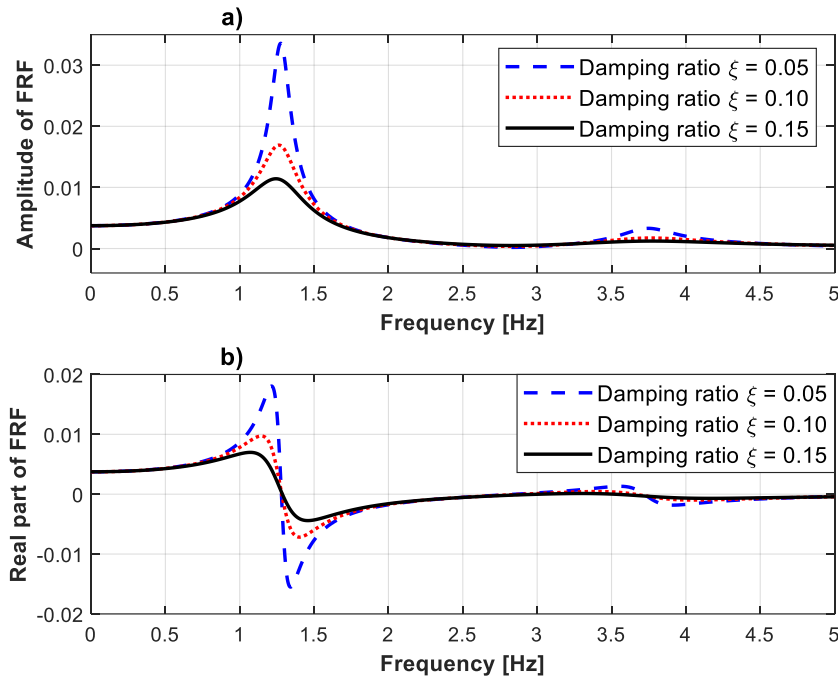 a)
Amplitude of FRF
0.03
0.02
0.01
0
Damping ratio ξ = 0.05
Damping ratio ξ = 0.10
Damping ratio ξ = 0.15
0 0.5 1 1.5 2 2.5 3 3.5 4 4.5 5
Frequency [Hz]
b)
Real part of FRF
0.02
0.01
0
-0.01
-0.02
Damping ratio ξ = 0.05
Damping ratio ξ = 0.10
Damping ratio ξ = 0.15
0 0.5 1 1.5 2 2.5 3 3.5 4 4.5 5
Frequency [Hz]